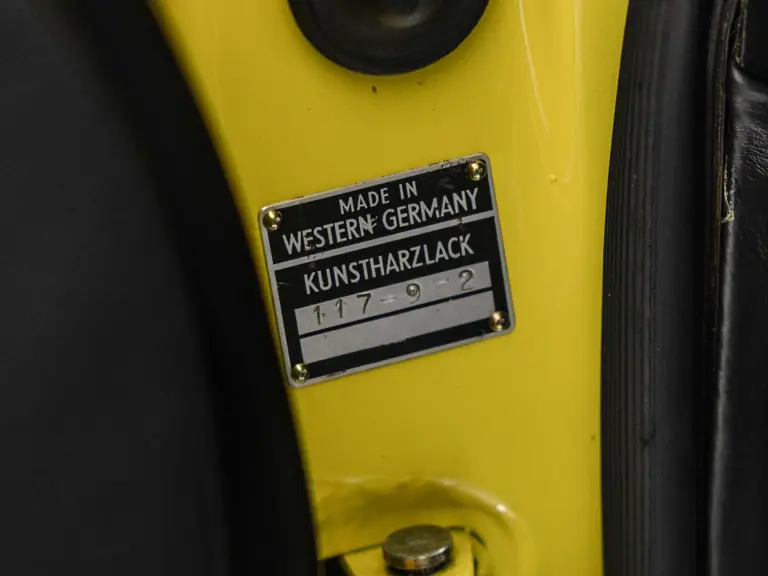 MADE IN
WESTERN GERMANY
KUNSTHARZLACK
117-9-2